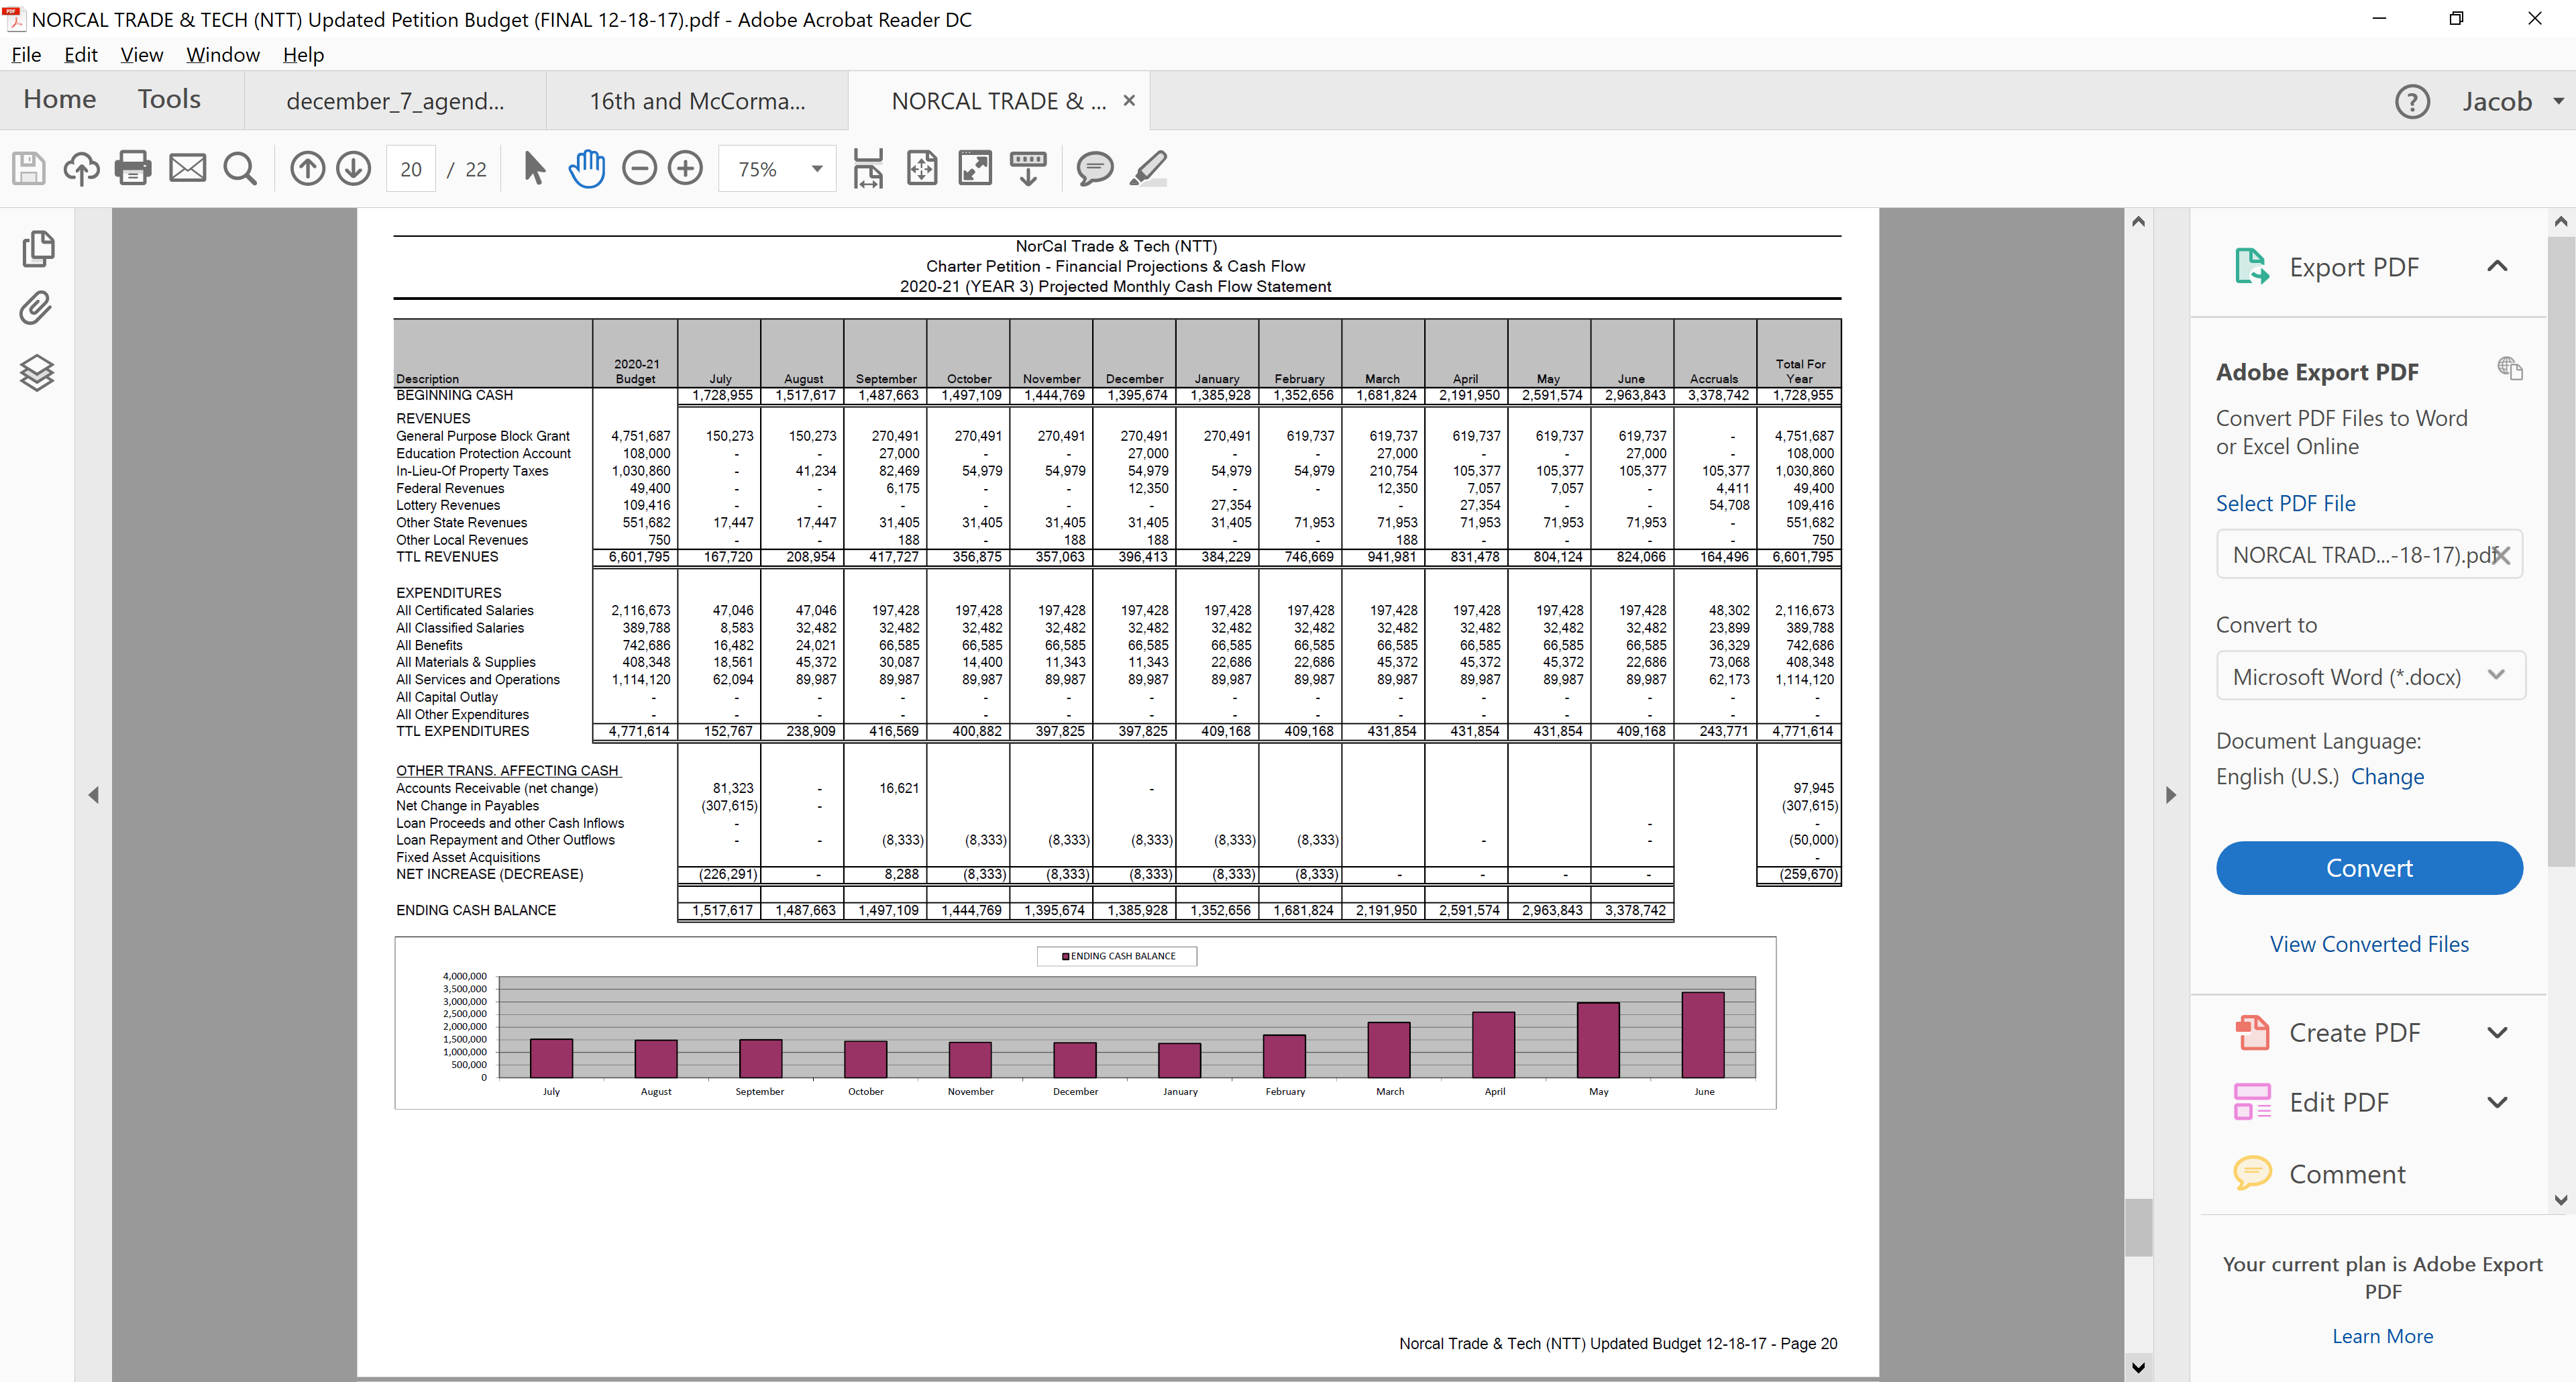 NORCAL TRADE & TECH (NTT) Updated Petition Budget (FINAL 12-18-17).pdf - Adobe Acrobat Reader DC
File Edit View Window Help
Home Tools december_7_agend... 16th and McCorma... NORCAL TRADE & ... × Jacob
20 / 22 75%
NorCal Trade & Tech (NTT)
Charter Petition - Financial Projections & Cash Flow
2020-21 (YEAR 3) Projected Monthly Cash Flow Statement
Description 2020-21 Budget July August September October November December January February March April May June Accruals Total For Year
BEGINNING CASH 1,728,955 1,517,617 1,487,663 1,497,109 1,444,769 1,395,674 1,385,928 1,352,656 1,681,824 2,191,950 2,591,574 2,963,843 3,378,742 1,728,955
REVENUES
General Purpose Block Grant 4,751,687 150,273 150,273 270,491 270,491 270,491 270,491 270,491 619,737 619,737 619,737 619,737 619,737 - 4,751,687
Education Protection Account 108,000 - - 27,000 - - 27,000 - - 27,000 - - 27,000 - 108,000
In-Lieu-Of Property Taxes 1,030,860 - 41,234 82,469 54,979 54,979 54,979 54,979 54,979 210,754 105,377 105,377 105,377 105,377 1,030,860
Federal Revenues 49,400 - - 6,175 - - 12,350 - - 12,350 7,057 7,057 - 4,411 49,400
Lottery Revenues 109,416 - - - - - - 27,354 - - 27,354 - - 54,708 109,416
Other State Revenues 551,682 17,447 17,447 31,405 31,405 31,405 31,405 31,405 71,953 71,953 71,953 71,953 71,953 - 551,682
Other Local Revenues 750 - - 188 - 188 188 - - 188 - - - - 750
TTL REVENUES 6,601,795 167,720 208,954 417,727 356,875 357,063 396,413 384,229 746,669 941,981 831,478 804,124 824,066 164,496 6,601,795
EXPENDITURES
All Certificated Salaries 2,116,673 47,046 47,046 197,428 197,428 197,428 197,428 197,428 197,428 197,428 197,428 197,428 197,428 48,302 2,116,673
All Classified Salaries 389,788 8,583 32,482 32,482 32,482 32,482 32,482 32,482 32,482 32,482 32,482 32,482 32,482 23,899 389,788
All Benefits 742,686 16,482 24,021 66,585 66,585 66,585 66,585 66,585 66,585 66,585 66,585 66,585 66,585 36,329 742,686
All Materials & Supplies 408,348 18,561 45,372 30,087 14,400 11,343 11,343 22,686 22,686 45,372 45,372 45,372 22,686 73,068 408,348
All Services and Operations 1,114,120 62,094 89,987 89,987 89,987 89,987 89,987 89,987 89,987 89,987 89,987 89,987 89,987 62,173 1,114,120
All Capital Outlay - - - - - - - - - - - - - - -
All Other Expenditures - - - - - - - - - - - - - - -
TTL EXPENDITURES 4,771,614 152,767 238,909 416,569 400,882 397,825 397,825 409,168 409,168 431,854 431,854 431,854 409,168 243,771 4,771,614
OTHER TRANS. AFFECTING CASH
Accounts Receivable (net change) 81,323 - 16,621 - 97,945
Net Change in Payables (307,615) - (307,615)
Loan Proceeds and other Cash Inflows - - -
Loan Repayment and Other Outflows - - (8,333) (8,333) (8,333) (8,333) (8,333) (8,333) - - (50,000)
Fixed Asset Acquisitions -
NET INCREASE (DECREASE) (226,291) - 8,288 (8,333) (8,333) (8,333) (8,333) (8,333) - - - - (259,670)
ENDING CASH BALANCE 1,517,617 1,487,663 1,497,109 1,444,769 1,395,674 1,385,928 1,352,656 1,681,824 2,191,950 2,591,574 2,963,843 3,378,742
ENDING CASH BALANCE
4,000,000
3,500,000
3,000,000
2,500,000
2,000,000
1,500,000
1,000,000
500,000
0
July August September October November December January February March April May June
Norcal Trade & Tech (NTT) Updated Budget 12-18-17 - Page 20
Export PDF
Adobe Export PDF
Convert PDF Files to Word
or Excel Online
Select PDF File
NORCAL TRAD...-18-17).pdf
Convert to
Microsoft Word (*.docx)
Document Language:
English (U.S.) Change
Convert
View Converted Files
Create PDF
Edit PDF
Comment
Your current plan is Adobe Export
PDF
Learn More